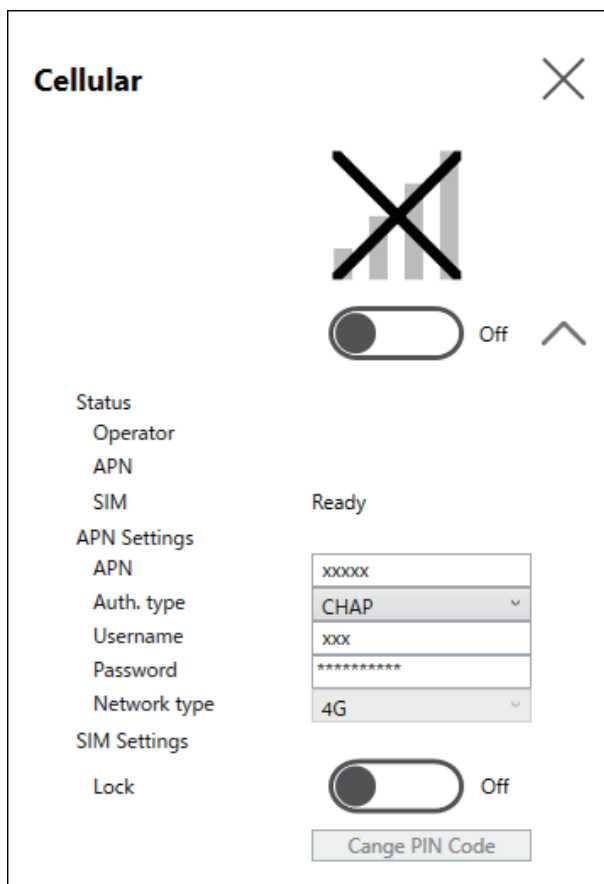 Cellular
Off
Status
Operator
APN
SIM Ready
APN Settings
APN xxxxx
Auth. type CHAP
Username xxx
Password **********
Network type 4G
SIM Settings
Lock Off
Cange PIN Code